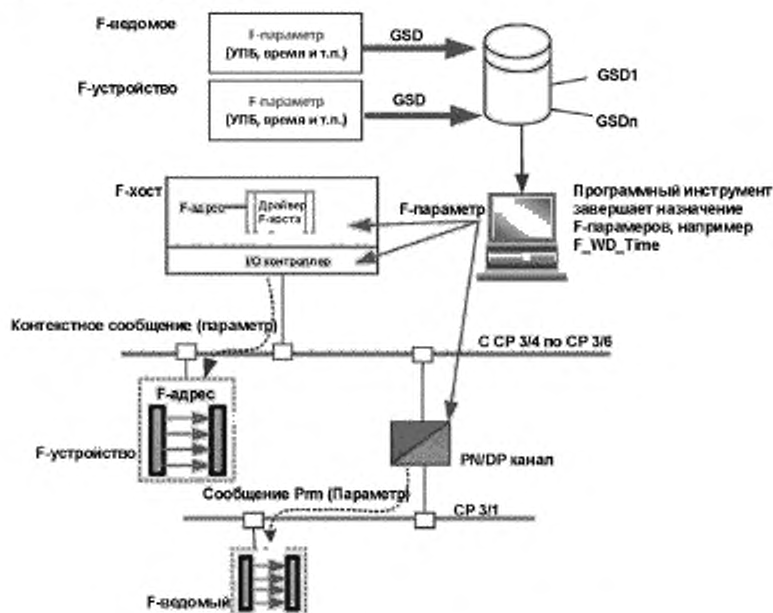 F-ведомое
F-параметр
(УПБ, время и т.п.)
GSD
F-устройство
F-параметр
(УПБ, время и т.п.)
GSD
GSD1
GSDn
F-хост
F-адрес
Драйвер
F-хоста
I/O контроллер
F-параметр
Программный инструмент
завершает назначение
F-парамеров, например
F_WD_Time
Контекстное сообщение (параметр)
С СР 3/4 по СР 3/6
F-адрес
F-устройство
PN/DP канал
Сообщение Prm (Параметр)
СР 3/1
F-ведомый